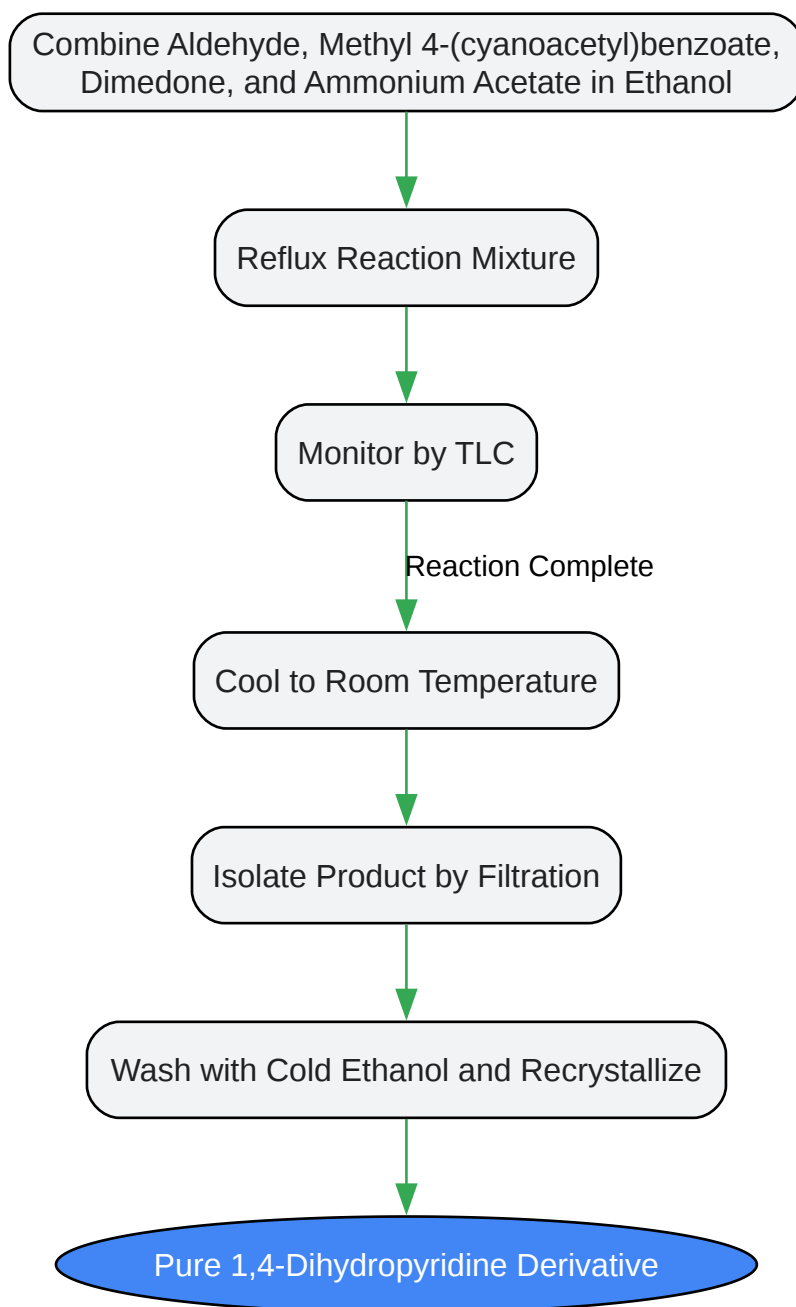 Combine Aldehyde, Methyl 4-(cyanoacetyl)benzoate,
Dimedone, and Ammonium Acetate in Ethanol
Reflux Reaction Mixture
Monitor by TLC
Reaction Complete
Cool to Room Temperature
Isolate Product by Filtration
Wash with Cold Ethanol and Recrystallize
Pure 1,4-Dihydropyridine Derivative